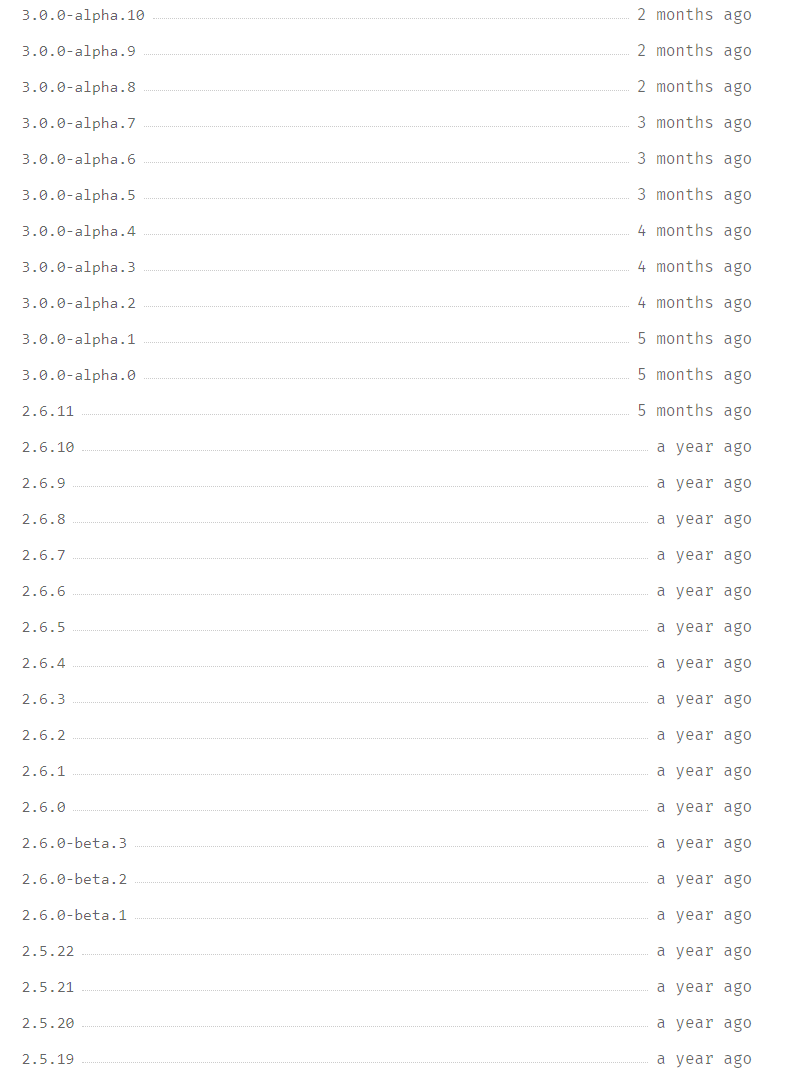 3.0.0-alpha.10 2 months ago
3.0.0-alpha.9 2 months ago
3.0.0-alpha.8 2 months ago
3.0.0-alpha.7 3 months ago
3.0.0-alpha.6 3 months ago
3.0.0-alpha.5 3 months ago
3.0.0-alpha.4 4 months ago
3.0.0-alpha.3 4 months ago
3.0.0-alpha.2 4 months ago
3.0.0-alpha.1 5 months ago
3.0.0-alpha.0 5 months ago
2.6.11 5 months ago
2.6.10 a year ago
2.6.9 a year ago
2.6.8 a year ago
2.6.7 a year ago
2.6.6 a year ago
2.6.5 a year ago
2.6.4 a year ago
2.6.3 a year ago
2.6.2 a year ago
2.6.1 a year ago
2.6.0 a year ago
2.6.0-beta.3 a year ago
2.6.0-beta.2 a year ago
2.6.0-beta.1 a year ago
2.5.22 a year ago
2.5.21 a year ago
2.5.20 a year ago
2.5.19 a year ago